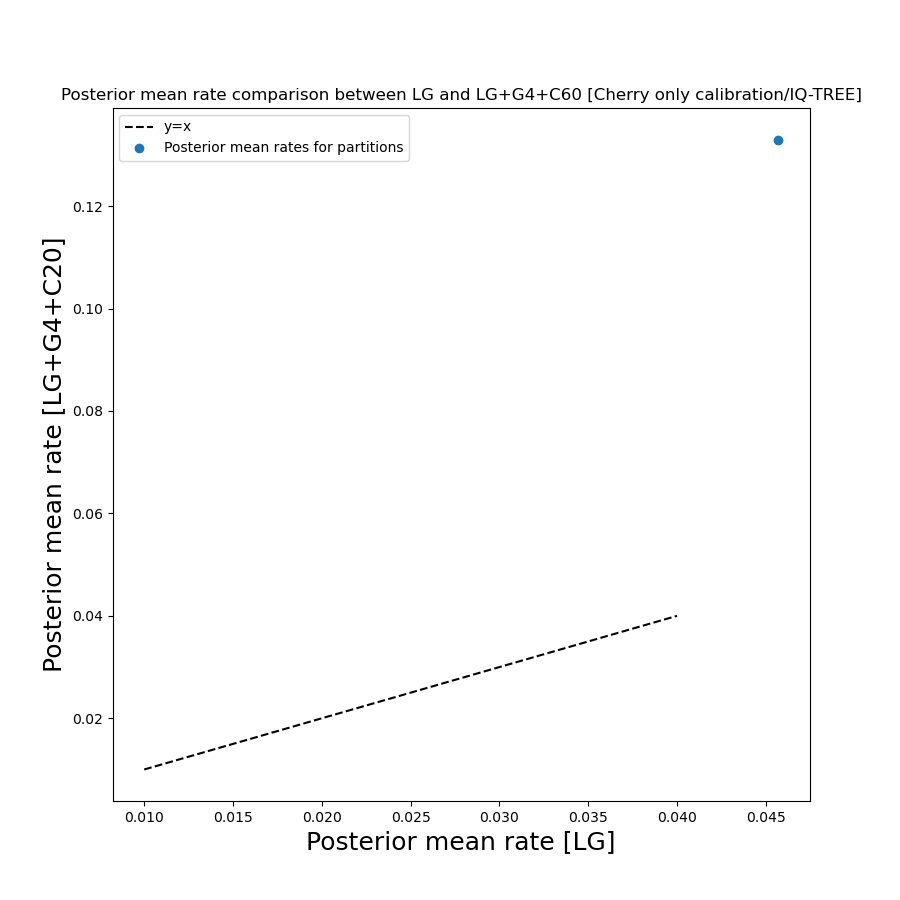 Posterior mean rate comparison between LG and LG+G4+C60 [Cherry only calibration/IQ-TREE]
y=x
Posterior mean rates for partitions
Posterior mean rate [LG+G4+C20]
0.12
0.10
0.08
0.06
0.04
0.02
0.010 0.015 0.020 0.025 0.030 0.035 0.040 0.045
Posterior mean rate [LG]